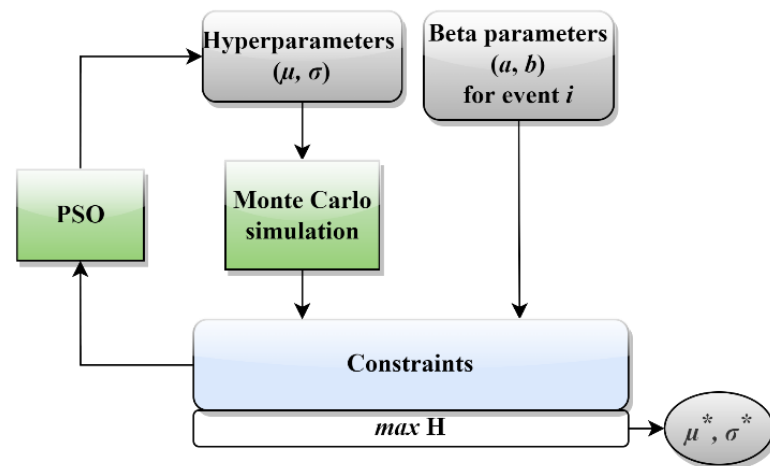 Hyperparameters
(μ, σ)
Beta parameters
(a, b)
for event i
PSO
Monte Carlo
simulation
Constraints
max H
μ*, σ*